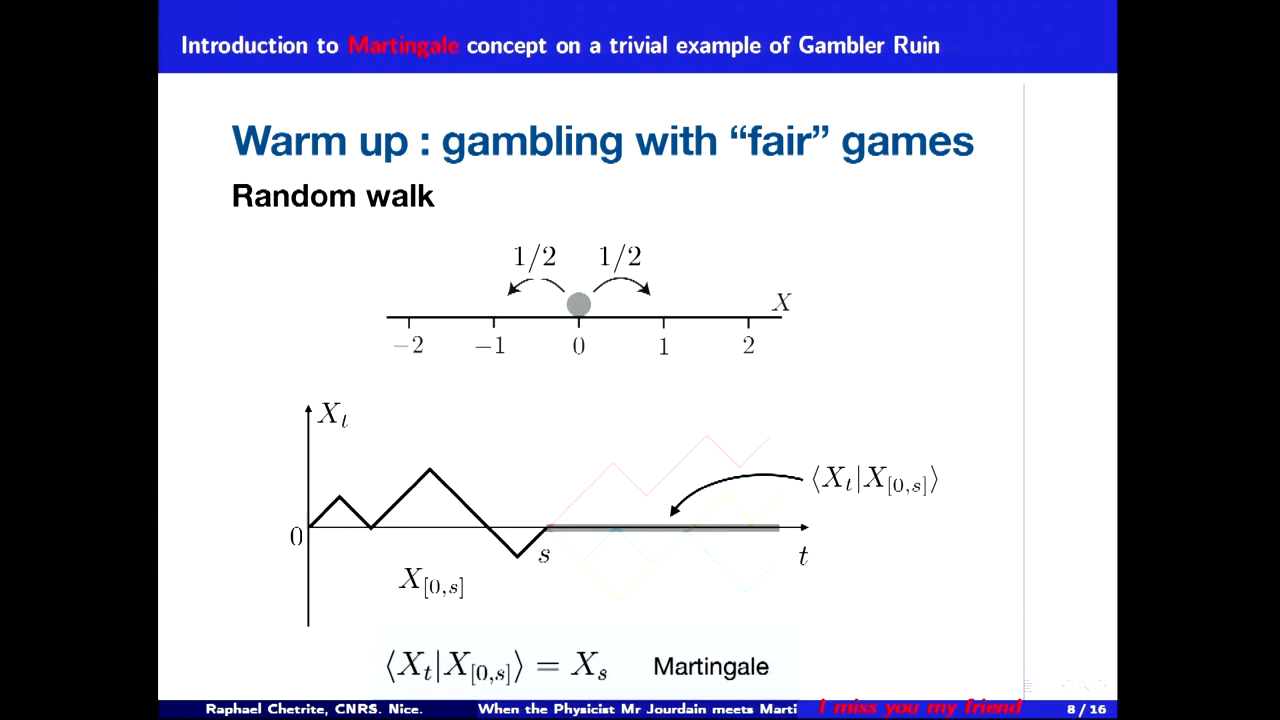 Introduction to Martingale concept on a trivial example of Gambler Ruin
Warm up : gambling with “fair” games
Random walk
1/2 1/2
X
−2 −1 0 1 2
X_t
⟨X_t|X_[0,s]⟩
0
s
t
X_[0,s]
⟨X_t|X_[0,s]⟩ = X_s Martingale
Raphael Chetrite, CNRS. Nice. When the Physicist Mr Jourdain meets Marti I miss you my friend 8 / 16